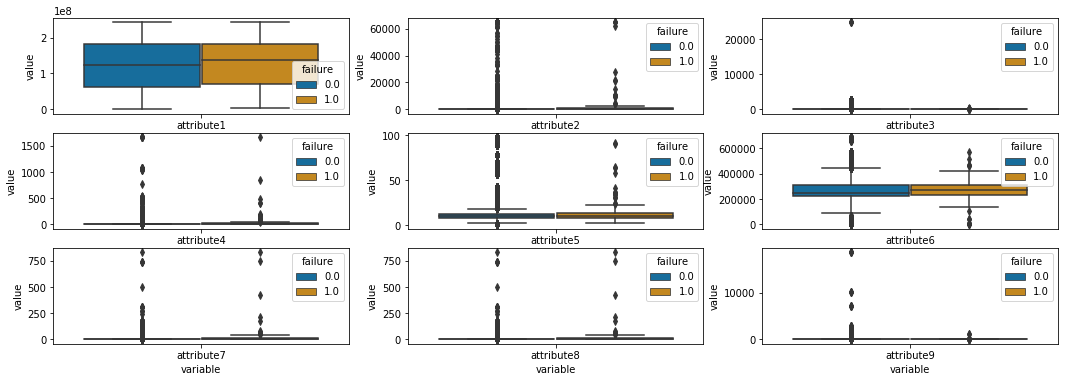 1e8
2
1
0
value
failure
0.0
1.0
attribute1
60000
40000
20000
0
value
failure
0.0
1.0
attribute2
20000
10000
0
value
failure
0.0
1.0
attribute3
1500
1000
500
0
value
failure
0.0
1.0
attribute4
100
50
0
value
failure
0.0
1.0
attribute5
600000
400000
200000
0
value
failure
0.0
1.0
attribute6
750
500
250
0
value
failure
0.0
1.0
attribute7
variable
750
500
250
0
value
failure
0.0
1.0
attribute8
variable
10000
0
value
failure
0.0
1.0
attribute9
variable